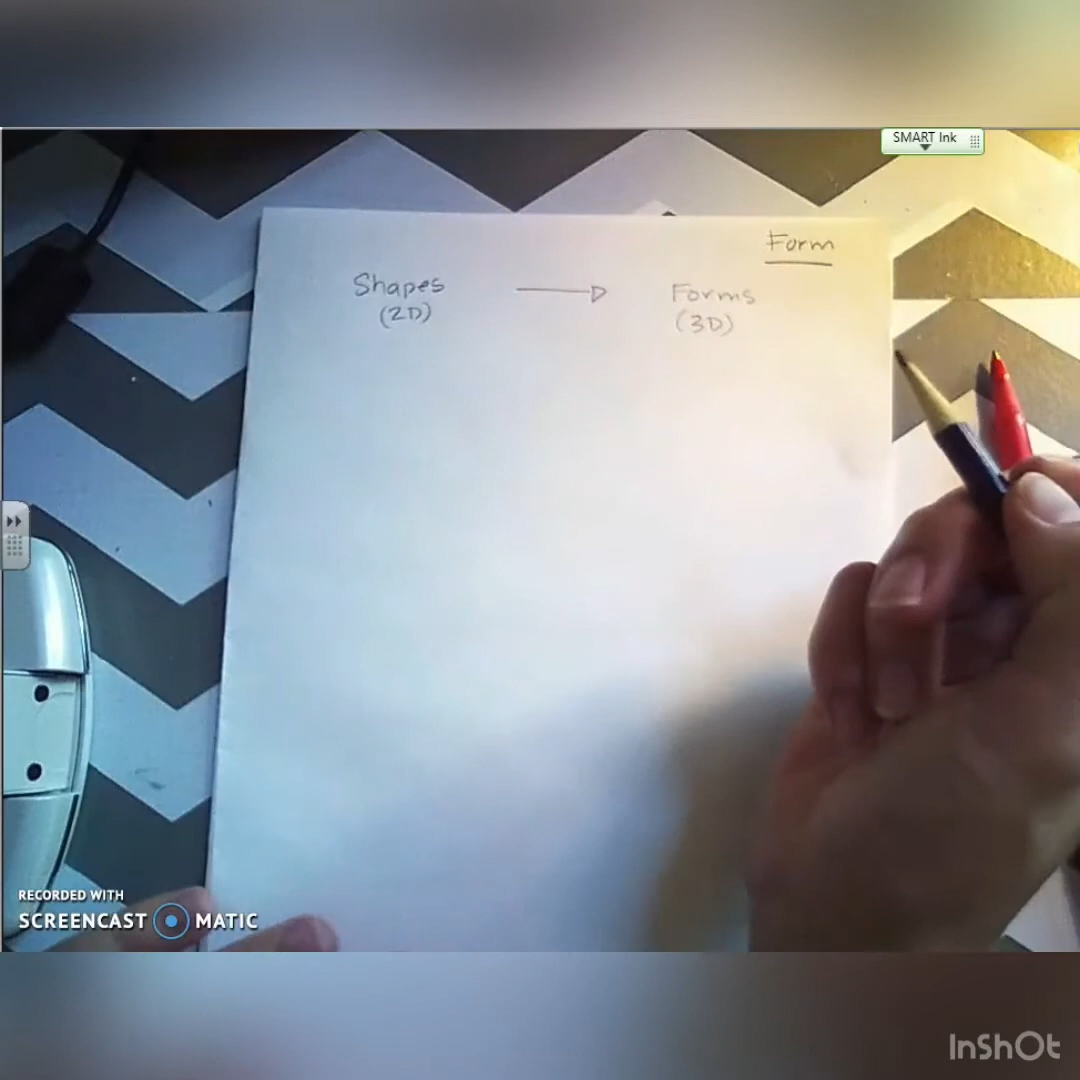 SMART Ink
Form
Shapes → Forms
(2D) (3D)
RECORDED WITH
SCREENCAST MATIC
InShOt